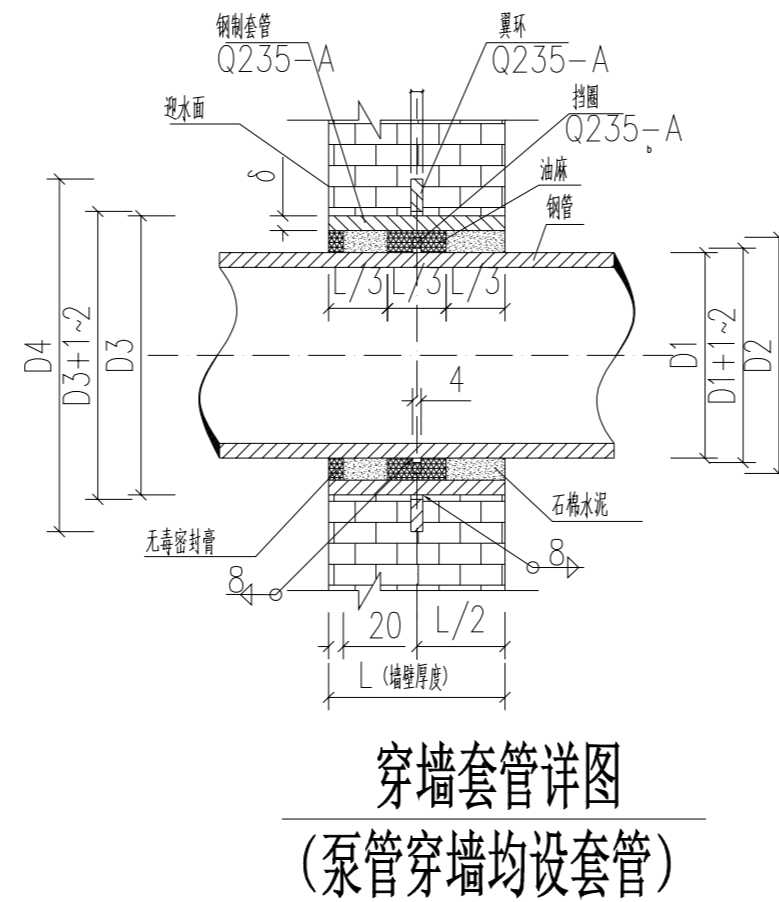 钢制套管
Q235-A
翼环
Q235-A
迎水面
挡圈
Q235-A
b
油麻
钢管
δ
L/3
L/3
L/3
D4
D3+1~2
D3
D1
D1+1~2
D2
4
无毒密封膏
石棉水泥
8
8
20
L/2
L (墙壁厚度)
穿墙套管详图
(泵管穿墙均设套管)